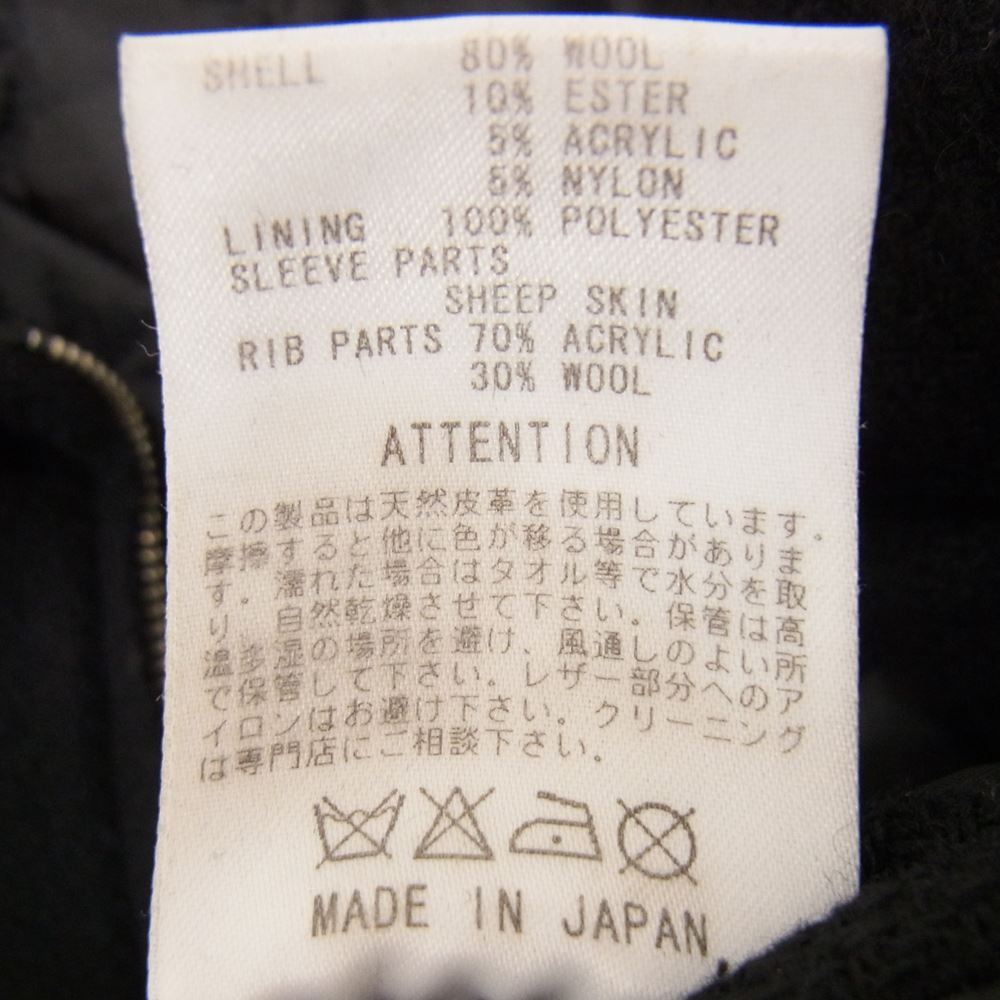 SHELL 80% WOOL
10% ESTER
5% ACRYLIC
5% NYLON
LINING 100% POLYESTER
SLEEVE PARTS
SHEEP SKIN
RIB PARTS 70% ACRYLIC
30% WOOL
ATTENTION
この製品は天然皮革を使用しています。
摩擦すると他に色が移る場合があります
り. 濡れた場合はタオル等で水分を取
り 自然乾燥させて下さい。保管は高
温 多湿の場所を避け、風通しのよい所
で保管して下さい。レザー部分へのア
イロンはお避け下さい。クリーニング
は専門店にご相談下さい。
MADE IN JAPAN